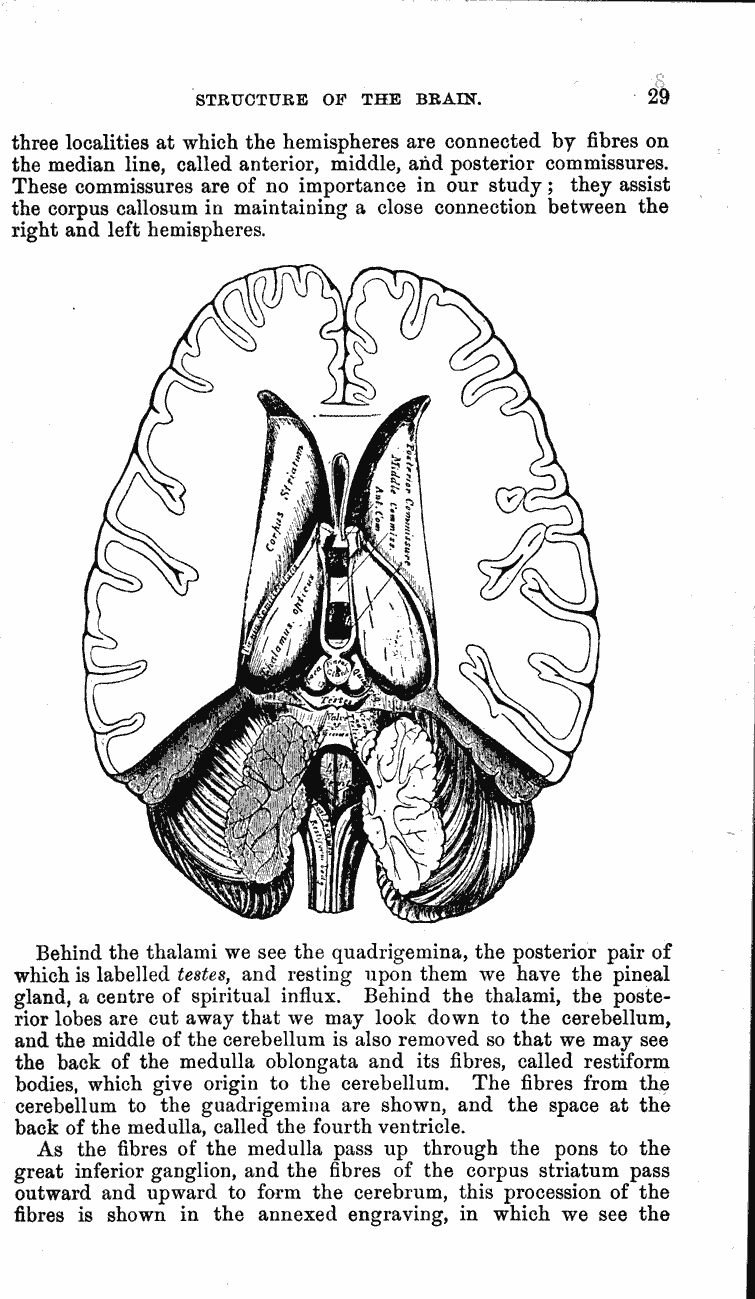 STRUCTURE OF THE BRAIN. 29
three localities at which the hemispheres are connected by fibres on
the median line, called anterior, middle, and posterior commissures.
These commissures are of no importance in our study; they assist
the corpus callosum in maintaining a close connection between the
right and left hemispheres.
Corhus Striatum
Posterior Commissure
Middle Commiss
Ant. Com
Thalamus. opticus
Testes
Behind the thalami we see the quadrigemina, the posterior pair of
which is labelled testes, and resting upon them we have the pineal
gland, a centre of spiritual influx. Behind the thalami, the poste-
rior lobes are cut away that we may look down to the cerebellum,
and the middle of the cerebellum is also removed so that we may see
the back of the medulla oblongata and its fibres, called restiform
bodies, which give origin to the cerebellum. The fibres from the
cerebellum to the guadrigemina are shown, and the space at the
back of the medulla, called the fourth ventricle.
As the fibres of the medulla pass up through the pons to the
great inferior ganglion, and the fibres of the corpus striatum pass
outward and upward to form the cerebrum, this procession of the
fibres is shown in the annexed engraving, in which we see the